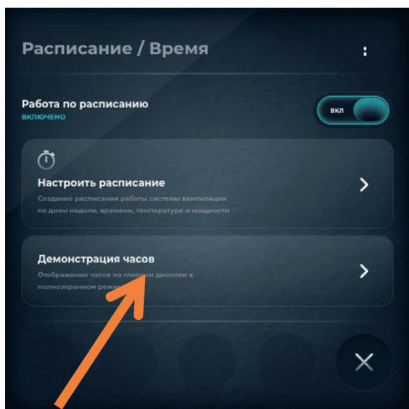 Расписание / Время
Работа по расписанию
ВКЛЮЧЕНО
ВКЛ
Настроить расписание
Создание расписания работы системы вентиляции
по дням недели, времени, температуре и мощности
Демонстрация часов
Отображение часов на главном дисплее в
полноэкранном режиме